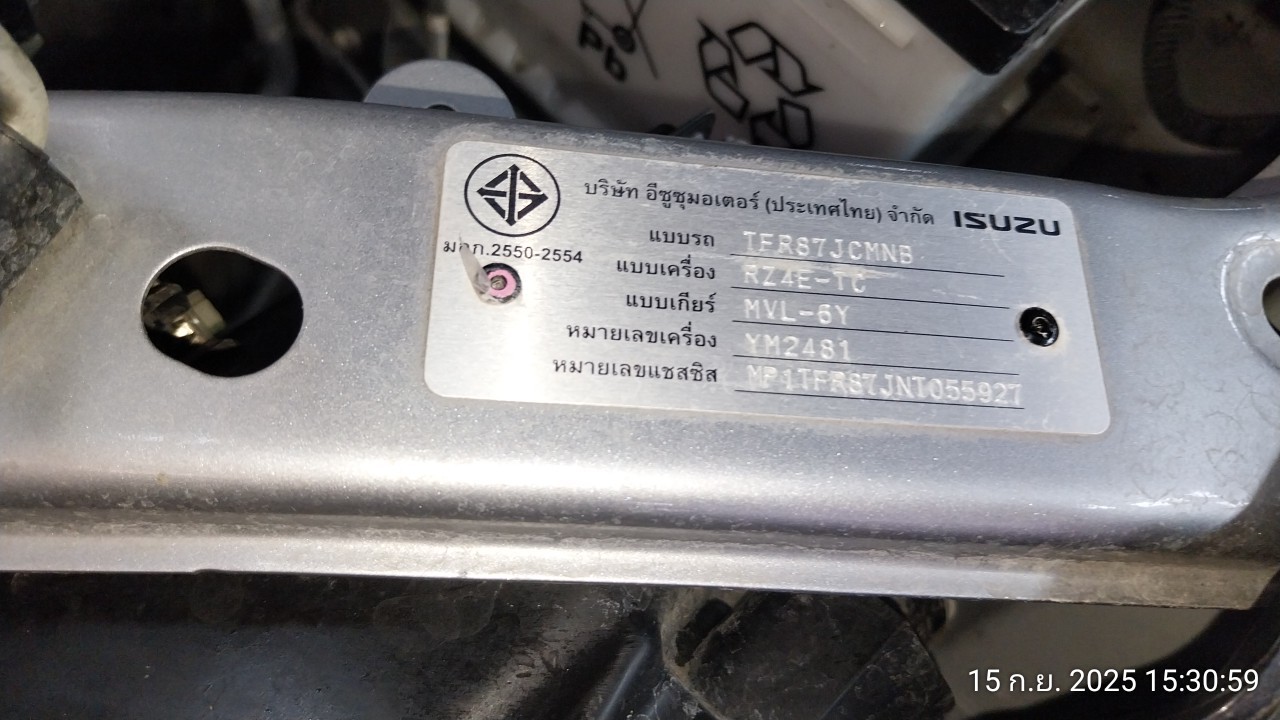 Pb
บริษัท อีซูซุมอเตอร์ (ประเทศไทย) จำกัด ISUZU
แบบรถ TFR87JCMNB
มอก.2550-2554
แบบเครื่อง RZ4E-TC
แบบเกียร์ MVL-6Y
หมายเลขเครื่อง YM2481
หมายเลขแชสซิส MP1TFR87JNT055927
15 ก.ย. 2025 15:30:59